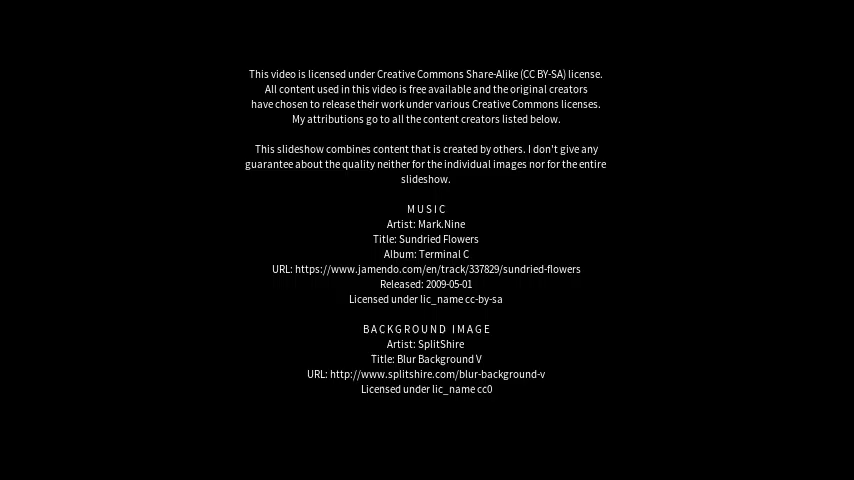 This video is licensed under Creative Commons Share-Alike (CC BY-SA) license.
All content used in this video is free available and the original creators
have chosen to release their work under various Creative Commons licenses.
My attributions go to all the content creators listed below.
This slideshow combines content that is created by others. I don't give any
guarantee about the quality neither for the individual images nor for the entire
slideshow.
MUSIC
Artist: Mark.Nine
Title: Sundried Flowers
Album: Terminal C
URL: https://www.jamendo.com/en/track/337829/sundried-flowers
Released: 2009-05-01
Licensed under lic_name cc-by-sa
BACKGROUND IMAGE
Artist: SplitShire
Title: Blur Background V
URL: http://www.splitshire.com/blur-background-v
Licensed under lic_name cc0